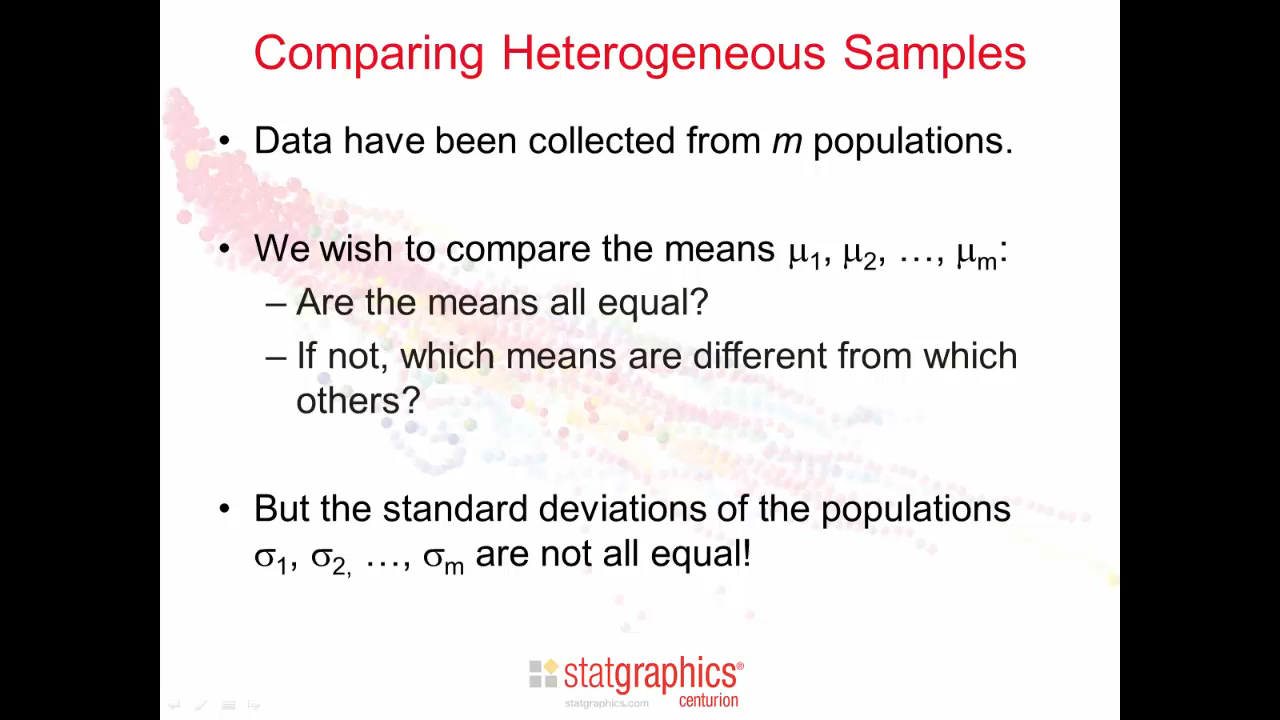 Comparing Heterogeneous Samples
• Data have been collected from m populations.
• We wish to compare the means μ1, μ2, …, μm:
– Are the means all equal?
– If not, which means are different from which
others?
• But the standard deviations of the populations
σ1, σ2, …, σm are not all equal!
statgraphics®
centurion
statgraphics.com